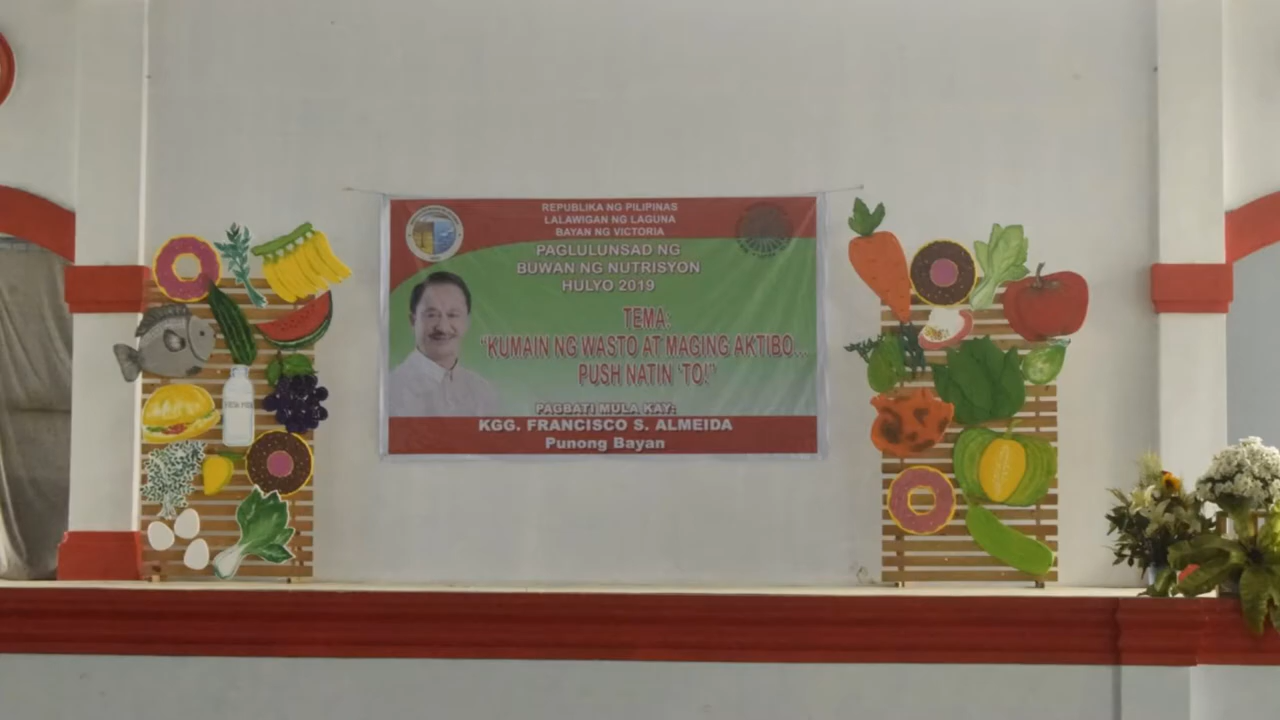 REPUBLIKA NG PILIPINAS
LALAWIGAN NG LAGUNA
BAYAN NG VICTORIA
PAGLULUNSAD NG
BUWAN NG NUTRISYON
HULYO 2019
TEMA:
"KUMAIN NG WASTO AT MAGING AKTIBO...
PUSH NATIN 'TO!"
PAGBATI MULA KAY:
KGG. FRANCISCO S. ALMEIDA
Punong Bayan